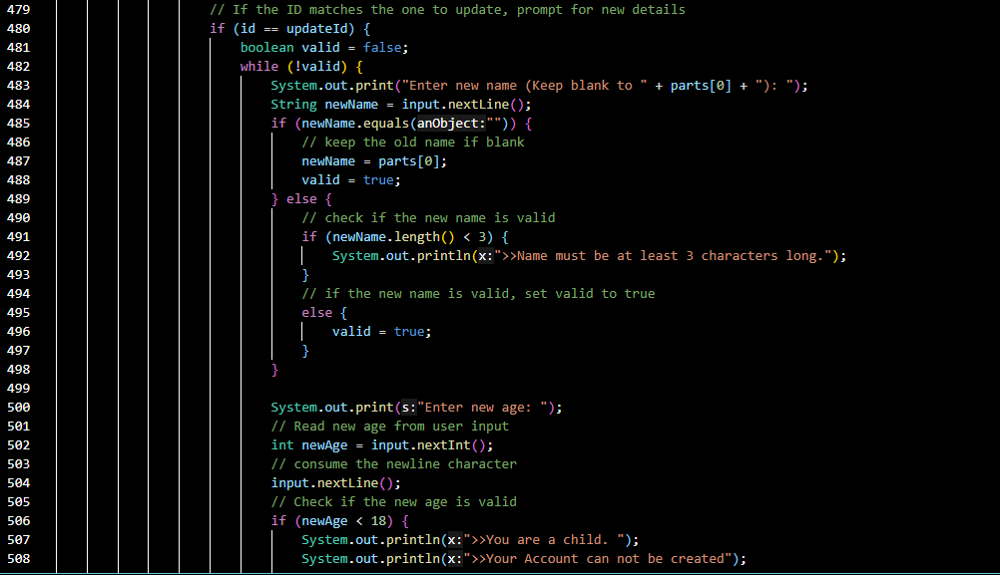 479 // If the ID matches the one to update, prompt for new details
480 if (id == updateId) {
481 boolean valid = false;
482 while (!valid) {
483 System.out.print("Enter new name (Keep blank to " + parts[0] + "): ");
484 String newName = input.nextLine();
485 if (newName.equals(anObject:"")) {
486 // keep the old name if blank
487 newName = parts[0];
488 valid = true;
489 } else {
490 // check if the new name is valid
491 if (newName.length() < 3) {
492 System.out.println(x:">>Name must be at least 3 characters long.");
493 }
494 // if the new name is valid, set valid to true
495 else {
496 valid = true;
497 }
498 }
499
500 System.out.print(s:"Enter new age: ");
501 // Read new age from user input
502 int newAge = input.nextInt();
503 // consume the newline character
504 input.nextLine();
505 // Check if the new age is valid
506 if (newAge < 18) {
507 System.out.println(x:">>You are a child. ");
508 System.out.println(x:">>Your Account can not be created");